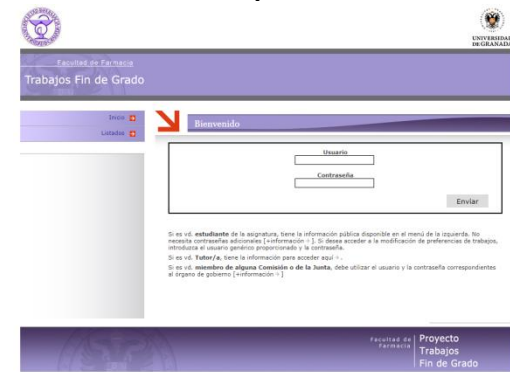 UNIVERSIDAD
DE GRANADA
Facultad de Farmacia
Trabajos Fin de Grado
Inicio
Listados
Bienvenido
Usuario
Contraseña
Enviar
Si es vd. estudiante de la asignatura, tiene la información pública disponible en el menú de la izquierda. No
necesita contraseñas adicionales [+información + ]. Si desea acceder a la modificación de preferencias de trabajos,
introduzca el usuario genérico proporcionado y la contraseña.
Si es vd. Tutor/a, tiene la información para acceder aquí + .
Si es vd. miembro de alguna Comisión o de la Junta, debe utilizar el usuario y la contraseña correspondientes
al órgano de gobierno [+información + ]
Facultad de
Farmacia
Proyecto
Trabajos
Fin de Grado